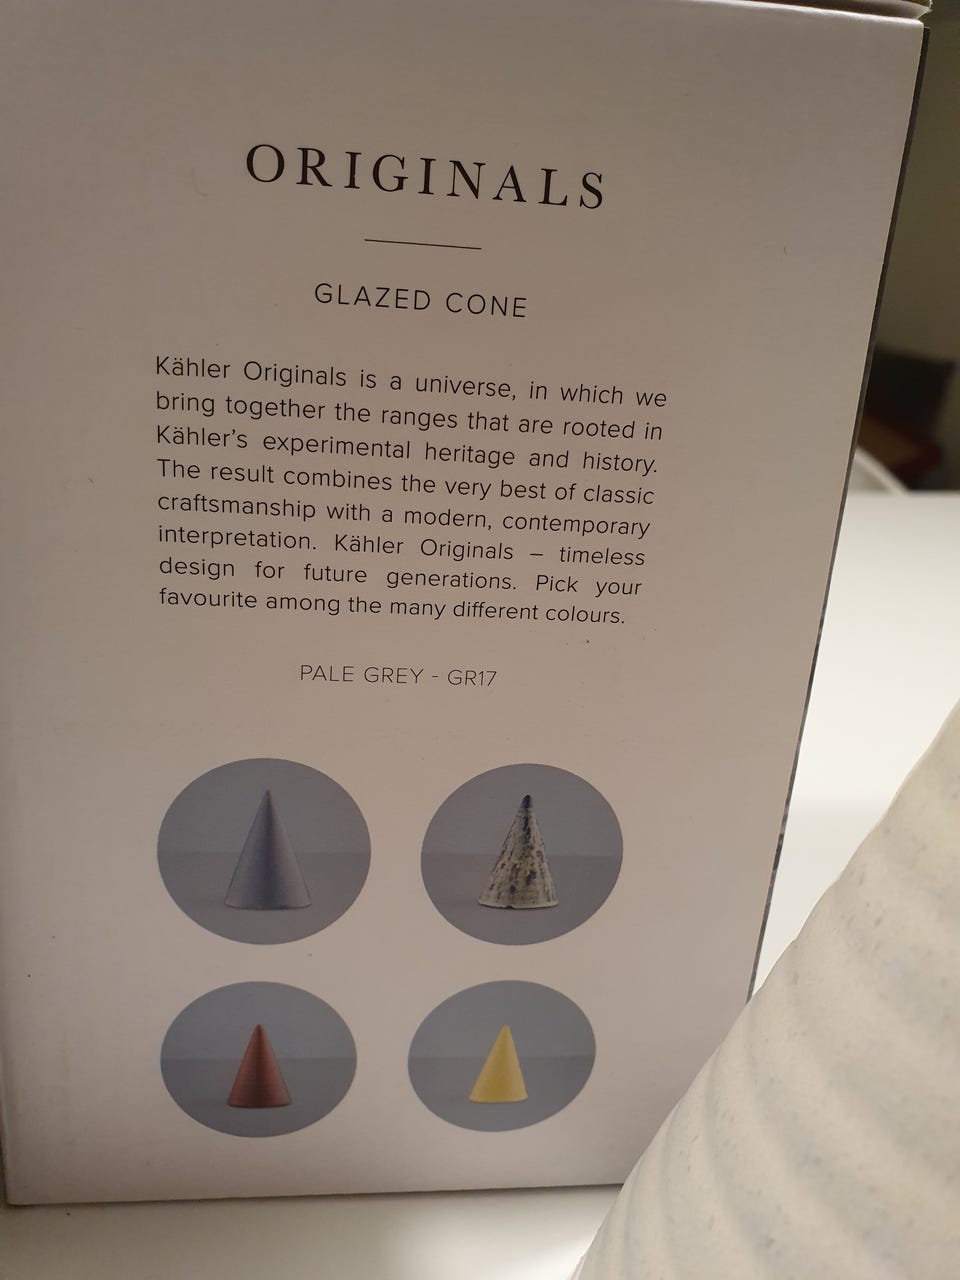 ORIGINALS
GLAZED CONE
Kähler Originals is a universe, in which we
bring together the ranges that are rooted in
Kähler's experimental heritage and history.
The result combines the very best of classic
craftsmanship with a modern, contemporary
interpretation. Kähler Originals – timeless
design for future generations. Pick your
favourite among the many different colours.
PALE GREY - GR17